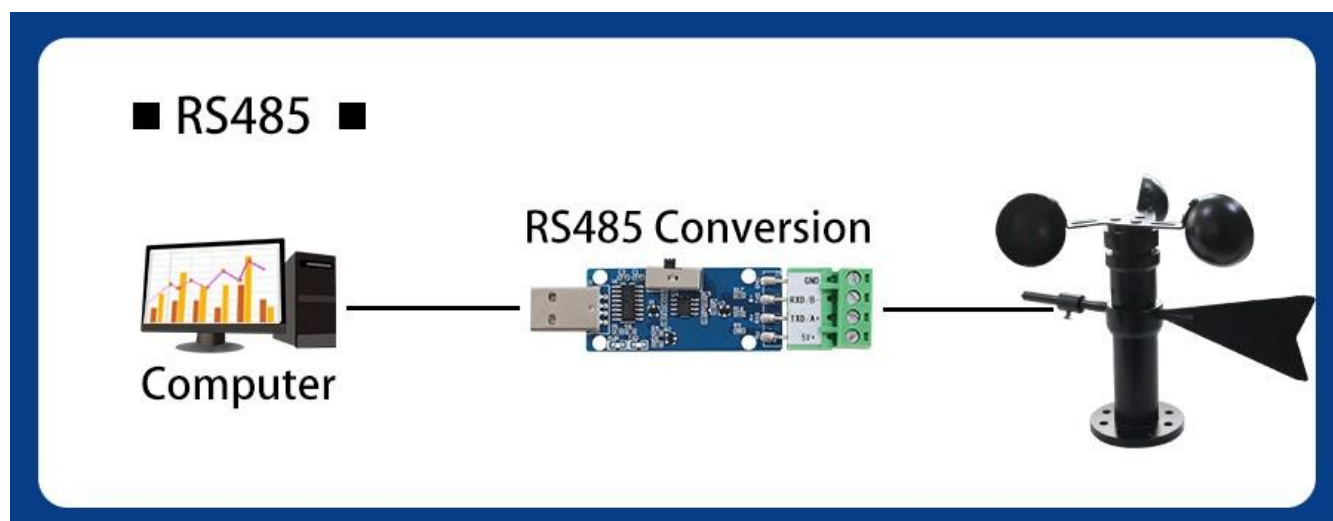 ■ RS485 ■
RS485 Conversion
GND
RXD/B-
TXD/A+
5V+
Computer